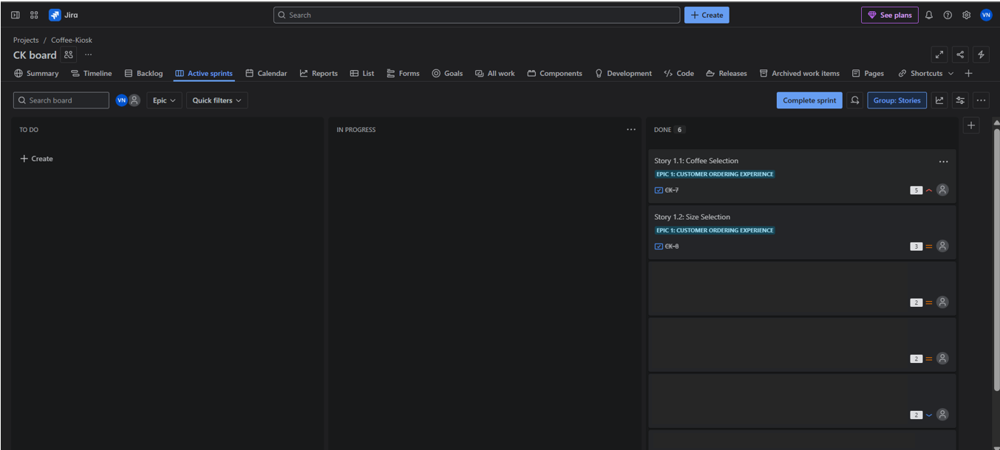 Jira
Search
Create
See plans
VN
Projects / Coffee-Kiosk
CK board
Summary Timeline Backlog Active sprints Calendar Reports List Forms Goals All work Components Development Code Releases Archived work items Pages Shortcuts
Search board
VN
Epic
Quick filters
Complete sprint
Group: Stories
TO DO
IN PROGRESS
DONE 6
Create
Story 1.1: Coffee Selection
EPIC 1: CUSTOMER ORDERING EXPERIENCE
CK-7
5
Story 1.2: Size Selection
EPIC 1: CUSTOMER ORDERING EXPERIENCE
CK-8
3
2
2
2